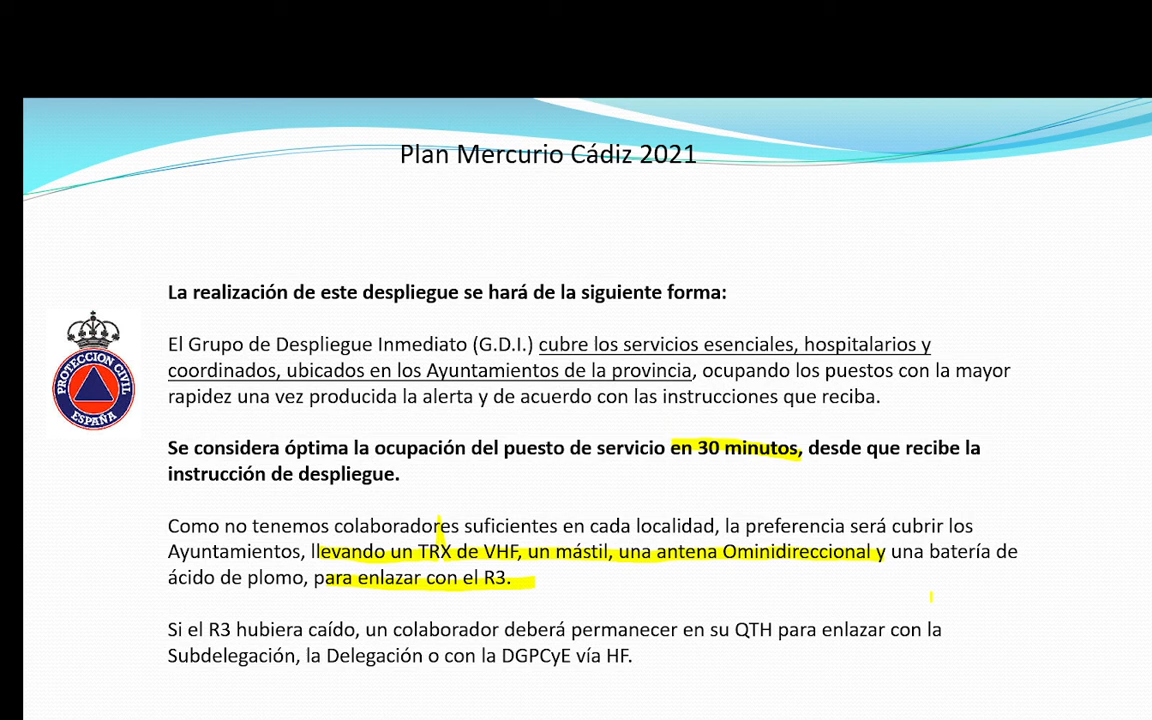 Plan Mercurio Cádiz 2021
La realización de este despliegue se hará de la siguiente forma:
El Grupo de Despliegue Inmediato (G.D.I.) cubre los servicios esenciales, hospitalarios y
coordinados, ubicados en los Ayuntamientos de la provincia, ocupando los puestos con la mayor
rapidez una vez producida la alerta y de acuerdo con las instrucciones que reciba.
PROTECCION CIVIL
ESPAÑA
Se considera óptima la ocupación del puesto de servicio en 30 minutos, desde que recibe la
instrucción de despliegue.
Como no tenemos colaboradores suficientes en cada localidad, la preferencia será cubrir los
Ayuntamientos, llevando un TRX de VHF, un mástil, una antena Ominidireccional y una batería de
ácido de plomo, para enlazar con el R3.
Si el R3 hubiera caído, un colaborador deberá permanecer en su QTH para enlazar con la
Subdelegación, la Delegación o con la DGPCyE vía HF.